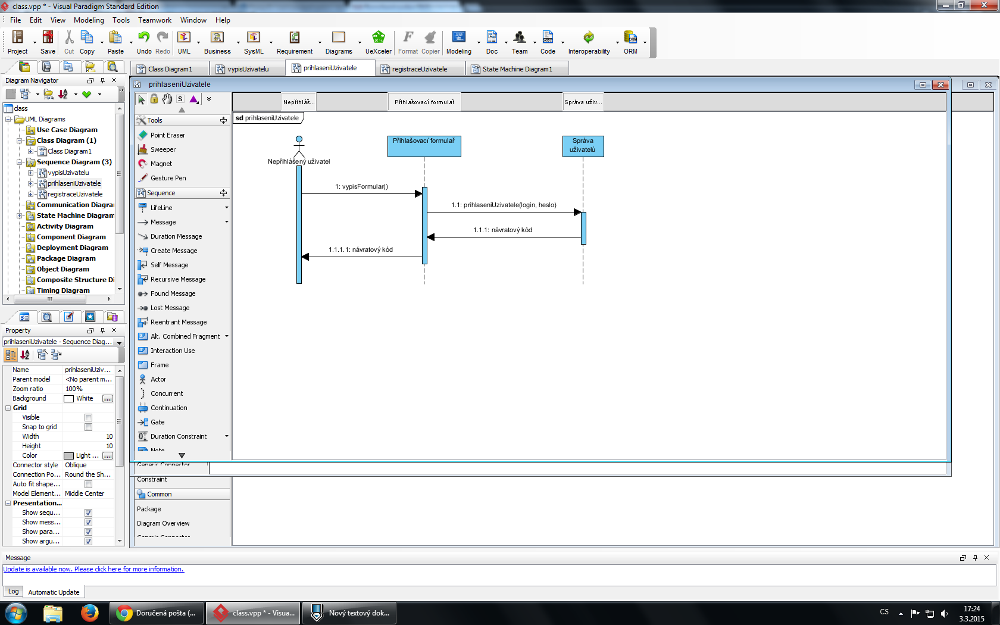 class.vpp * - Visual Paradigm Standard Edition
File Edit View Modeling Tools Teamwork Window Help
Project Save Cut Copy Paste Undo Redo UML Business SysML Requirement Diagrams UeXceler Format Copier Modeling Doc Team Code Interoperability ORM
Class Diagram1 vypisUzivatelu prihlaseniUzivatele registraceUzivatele State Machine Diagram1
Diagram Navigator
class
UML Diagrams
Use Case Diagram
Class Diagram (1)
Class Diagram1
Sequence Diagram (3)
vypisUzivatelu
prihlaseniUzivatele
registraceUzivatele
Communication Diagrar
State Machine Diagram
Activity Diagram
Component Diagram
Deployment Diagram
Package Diagram
Object Diagram
Composite Structure Di
Timing Diagram
Property
prihlaseniUzivatele - Sequence Diag...
Name prihlaseniUziv...
Parent model <No parent m...
Zoom ratio 100%
Background White ...
Grid
Visible
Snap to grid
Width 10
Height 10
Color Light ... ...
Connector style Oblique
Connection Po... Round the Sh...
Auto fit shape...
Model Element... Middle Center
Presentation...
Show sequ...
Show mess...
Show para...
Show argu...
prihlaseniUzivatele
S
Tools
Point Eraser
Sweeper
Magnet
Gesture Pen
Sequence
LifeLine
Message
Duration Message
Create Message
Self Message
Recursive Message
Found Message
Lost Message
Reentrant Message
Alt. Combined Fragment
Interaction Use
Frame
Actor
Concurrent
Continuation
Gate
Duration Constraint
Note
Generic Connector
Constraint
Common
Package
Diagram Overview
Generic Connector
Nepřihláš... Přihlašovací formulař Správa uživ...
sd prihlaseniUzivatele
Přihlašovací formulař
Správa
uživatelů
Nepřihlášený uživatel
1: vypisFormular()
1.1: prihlaseniUzivatele(login, heslo)
1.1.1: návratový kód
1.1.1.1: návratový kód
Message
Update is available now. Please click here for more information.
Log Automatic Update
Doručená pošta (... class.vpp * - Visua... Nový textový dok...
CS
17:24
3.3.2015